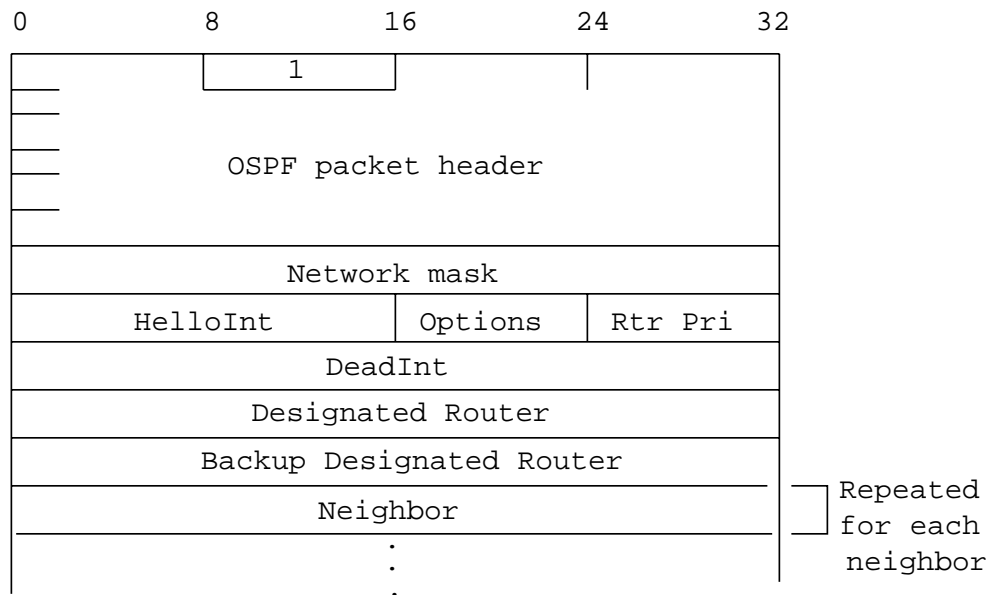 0 8 16 24 32
1
OSPF packet header
Network mask
HelloInt Options Rtr Pri
DeadInt
Designated Router
Backup Designated Router
Neighbor
Repeated
for each
neighbor
.
.
.